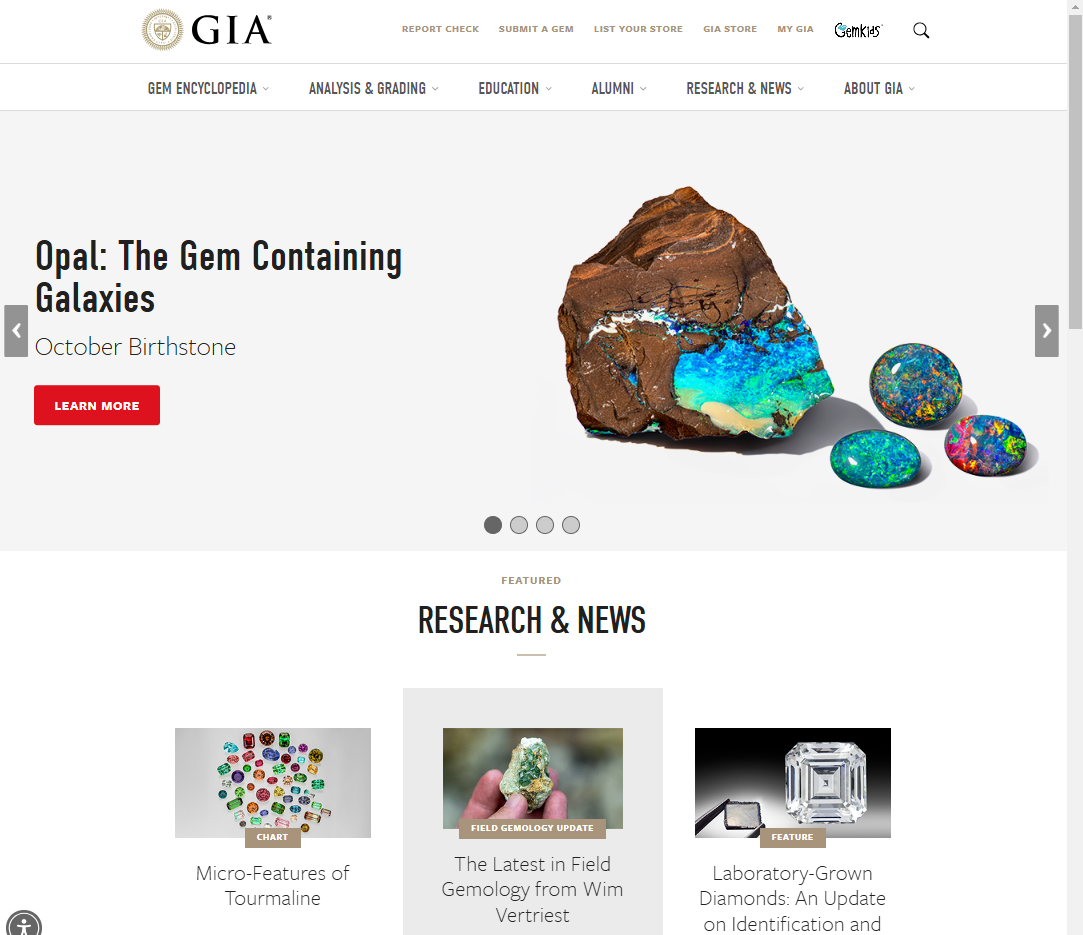 GIA®
REPORT CHECK
SUBMIT A GEM
LIST YOUR STORE
GIA STORE
MY GIA
GemKids
GEM ENCYCLOPEDIA
ANALYSIS & GRADING
EDUCATION
ALUMNI
RESEARCH & NEWS
ABOUT GIA
Opal: The Gem Containing
Galaxies
October Birthstone
LEARN MORE
FEATURED
RESEARCH & NEWS
CHART
Micro-Features of
Tourmaline
FIELD GEMOLOGY UPDATE
The Latest in Field
Gemology from Wim
Vertriest
FEATURE
Laboratory-Grown
Diamonds: An Update
on Identification and